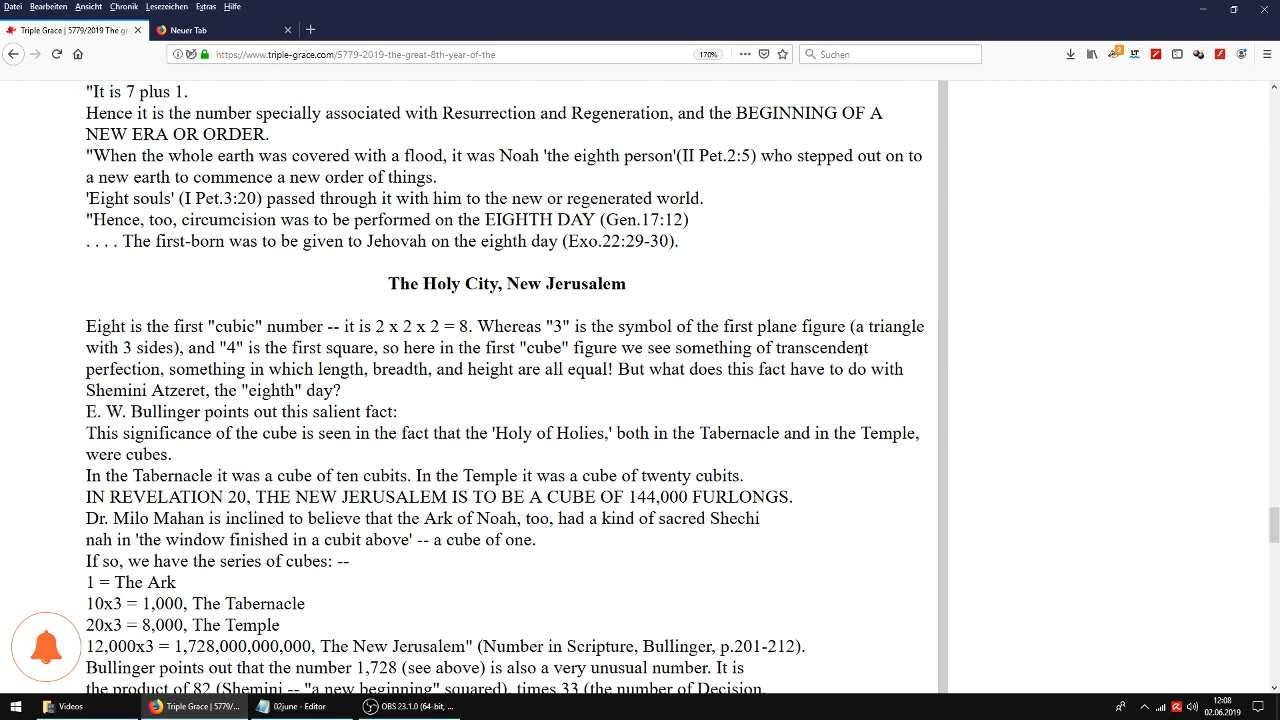 Datei Bearbeiten Ansicht Chronik Lesezeichen Extras Hilfe
Triple Grace | 5779/2019 The gr
Neuer Tab
https://www.triple-grace.com/5779-2019-the-great-8th-year-of-the
170%
Suchen
2
"It is 7 plus 1.
Hence it is the number specially associated with Resurrection and Regeneration, and the BEGINNING OF A
NEW ERA OR ORDER.
"When the whole earth was covered with a flood, it was Noah 'the eighth person'(II Pet.2:5) who stepped out on to
a new earth to commence a new order of things.
'Eight souls' (I Pet.3:20) passed through it with him to the new or regenerated world.
"Hence, too, circumcision was to be performed on the EIGHTH DAY (Gen.17:12)
. . . . The first-born was to be given to Jehovah on the eighth day (Exo.22:29-30).
The Holy City, New Jerusalem
Eight is the first "cubic" number -- it is 2 x 2 x 2 = 8. Whereas "3" is the symbol of the first plane figure (a triangle
with 3 sides), and "4" is the first square, so here in the first "cube" figure we see something of transcendent
perfection, something in which length, breadth, and height are all equal! But what does this fact have to do with
Shemini Atzeret, the "eighth" day?
E. W. Bullinger points out this salient fact:
This significance of the cube is seen in the fact that the 'Holy of Holies,' both in the Tabernacle and in the Temple,
were cubes.
In the Tabernacle it was a cube of ten cubits. In the Temple it was a cube of twenty cubits.
IN REVELATION 20, THE NEW JERUSALEM IS TO BE A CUBE OF 144,000 FURLONGS.
Dr. Milo Mahan is inclined to believe that the Ark of Noah, too, had a kind of sacred Shechi
nah in 'the window finished in a cubit above' -- a cube of one.
If so, we have the series of cubes: --
1 = The Ark
10x3 = 1,000, The Tabernacle
20x3 = 8,000, The Temple
12,000x3 = 1,728,000,000,000, The New Jerusalem" (Number in Scripture, Bullinger, p.201-212).
Bullinger points out that the number 1,728 (see above) is also a very unusual number. It is
the product of 82 (Shemini -- "a new beginning" squared), times 33 (the number of Decision,
Videos
Triple Grace | 5779/...
02june - Editor
OBS 23.1.0 (64-bit, ...
12:08
02.06.2019